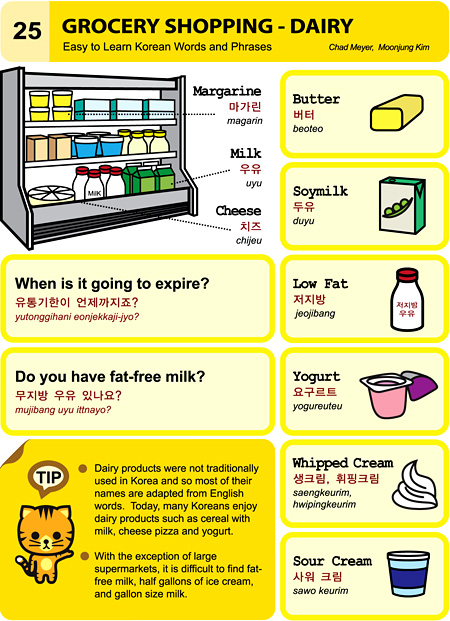 25
GROCERY SHOPPING - DAIRY
Easy to Learn Korean Words and Phrases
Chad Meyer, Moonjung Kim
Margarine
마가린
magarin
Milk
우유
uyu
Cheese
치즈
chijeu
MilK
Butter
버터
beoteo
Soymilk
두유
duyu
When is it going to expire?
유통기한이 언제까지죠?
yutonggihani eonjekkaji-jyo?
Low Fat
저지방
jeojibang
저지방
우유
Do you have fat-free milk?
무지방 우유 있나요?
mujibang uyu ittnayo?
Yogurt
요구르트
yogureuteu
TIP
Dairy products were not traditionally
used in Korea and so most of their
names are adapted from English
words. Today, many Koreans enjoy
dairy products such as cereal with
milk, cheese pizza and yogurt.
With the exception of large
supermarkets, it is difficult to find fat-
free milk, half gallons of ice cream,
and gallon size milk.
Whipped Cream
생크림, 휘핑크림
saengkeurim,
hwipingkeurim
Sour Cream
사워 크림
sawo keurim